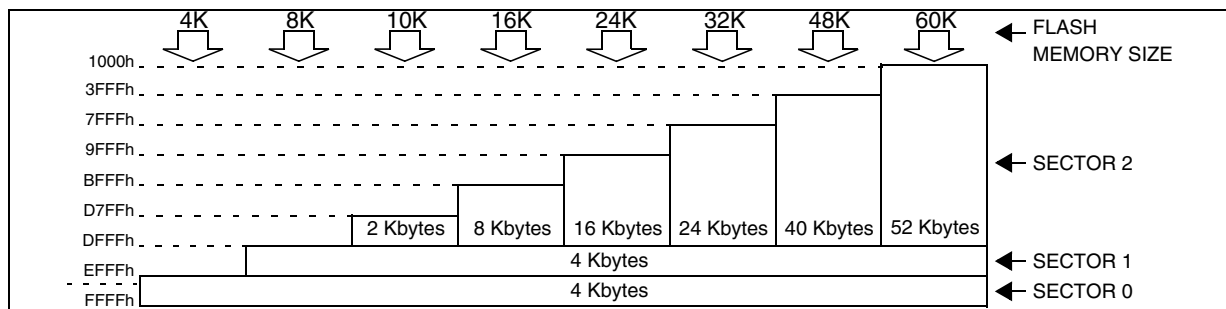 4K 8K 10K 16K 24K 32K 48K 60K FLASH
MEMORY SIZE
1000h
3FFFh
7FFFh
9FFFh
SECTOR 2
BFFFh
D7FFh
2 Kbytes 8 Kbytes 16 Kbytes 24 Kbytes 40 Kbytes 52 Kbytes
DFFFh
4 Kbytes SECTOR 1
EFFFh
4 Kbytes SECTOR 0
FFFFh